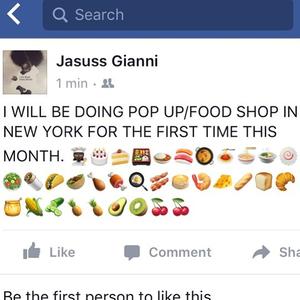 Search
Jasuss Gianni
1 min ·
I WILL BE DOING POP UP/FOOD SHOP IN
NEW YORK FOR THE FIRST TIME THIS
MONTH.
Like
Comment
Sha
Be the first person to like this